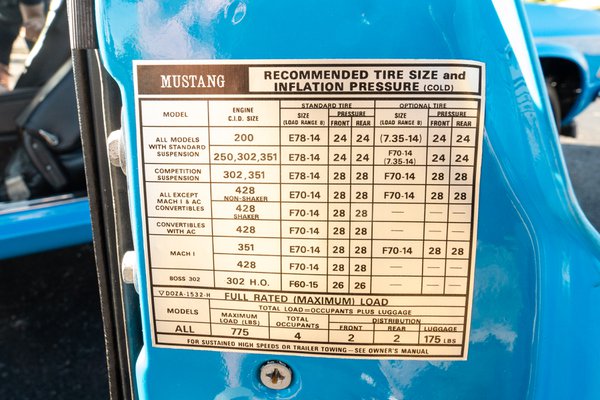 MUSTANG RECOMMENDED TIRE SIZE and
INFLATION PRESSURE (COLD)
MODEL ENGINE C.I.D. SIZE STANDARD TIRE OPTIONAL TIRE
SIZE (LOAD RANGE B) PRESSURE FRONT REAR SIZE (LOAD RANGE B) PRESSURE FRONT REAR
ALL MODELS WITH STANDARD SUSPENSION 200 E78-14 24 24 (7.35-14) 24 24
250,302,351 E78-14 24 24 F70-14 (7.35-14) 24 24
COMPETITION SUSPENSION 302,351 E78-14 28 28 F70-14 28 28
ALL EXCEPT MACH I & AC CONVERTIBLES 428 NON-SHAKER E70-14 28 28 F70-14 28 28
428 SHAKER F70-14 28 28 — — —
CONVERTIBLES WITH AC 428 F70-14 28 28 — — —
MACH I 351 E70-14 28 28 F70-14 28 28
428 F70-14 28 28 — — —
BOSS 302 302 H.O. F60-15 26 26 — — —
▽DOZA-1532-H FULL RATED (MAXIMUM) LOAD
MODELS TOTAL LOAD=OCCUPANTS PLUS LUGGAGE
MAXIMUM LOAD (LBS) TOTAL OCCUPANTS DISTRIBUTION
FRONT REAR LUGGAGE
ALL 775 4 2 2 175 LBS
FOR SUSTAINED HIGH SPEEDS OR TRAILER TOWING – SEE OWNER'S MANUAL